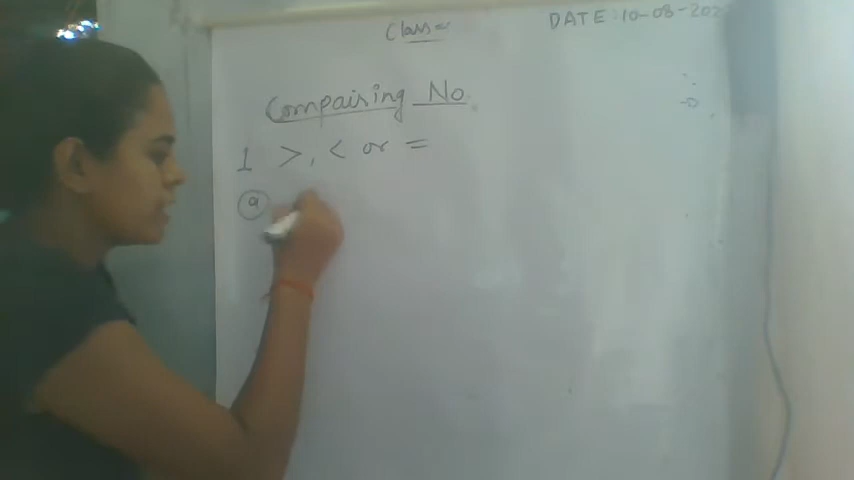 Class=
DATE:10-08-202
Compairing No.
1 >, < or =
a